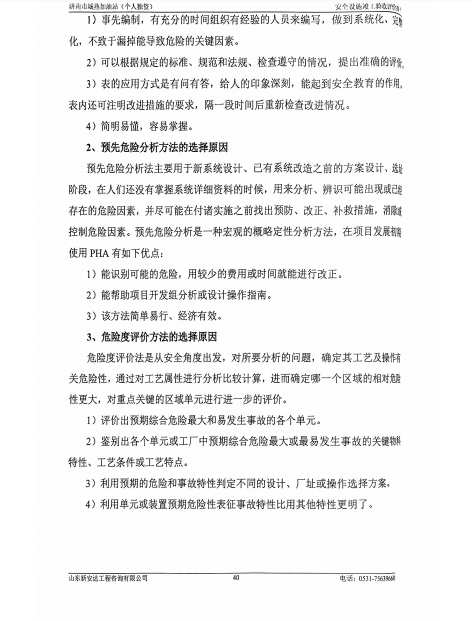 济南市城燕加油站（个人独资）　安全设施竣工验收评价
1）事先编制，有充分的时间组织有经验的人员来编写，做到系统化、完
化，不致于漏掉能导致危险的关键因素。
2）可以根据规定的标准、规范和法规、检查遵守的情况，提出准确的评价。
3）表的应用方式是有问有答，给人的印象深刻，能起到安全教育的作用，
表内还可注明改进措施的要求，隔一段时间后重新检查改进情况。
4）简明易懂，容易掌握。
2、预先危险分析方法的选择原因
预先危险分析法主要用于新系统设计、已有系统改造之前的方案设计、选
阶段，在人们还没有掌握系统详细资料的时候，用来分析、辨识可能出现或已
存在的危险因素，并尽可能在付诸实施之前找出预防、改正、补救措施，消除
控制危险因素。预先危险分析是一种宏观的概略定性分析方法，在项目发展初期
使用 PHA 有如下优点：
1）能识别可能的危险，用较少的费用或时间就能进行改正。
2）能帮助项目开发组分析或设计操作指南。
3）该方法简单易行、经济有效。
3、危险度评价方法的选择原因
危险度评价法是从安全角度出发，对所要分析的问题，确定其工艺及操作有
关危险性，通过对工艺属性进行分析比较计算，进而确定哪一个区域的相对危险
性更大，对重点关键的区域单元进行进一步的评价。
1）评价出预期综合危险最大和易发生事故的各个单元。
2）鉴别出各个单元或工厂中预期综合危险最大或最易发生事故的关键物料
特性、工艺条件或工艺特点。
3）利用预期的危险和事故特性判定不同的设计、厂址或操作选择方案。
4）利用单元或装置预期危险性表征事故特性比用其他特性更明了。
山东新安达工程咨询有限公司　40　电话：0531-7563968